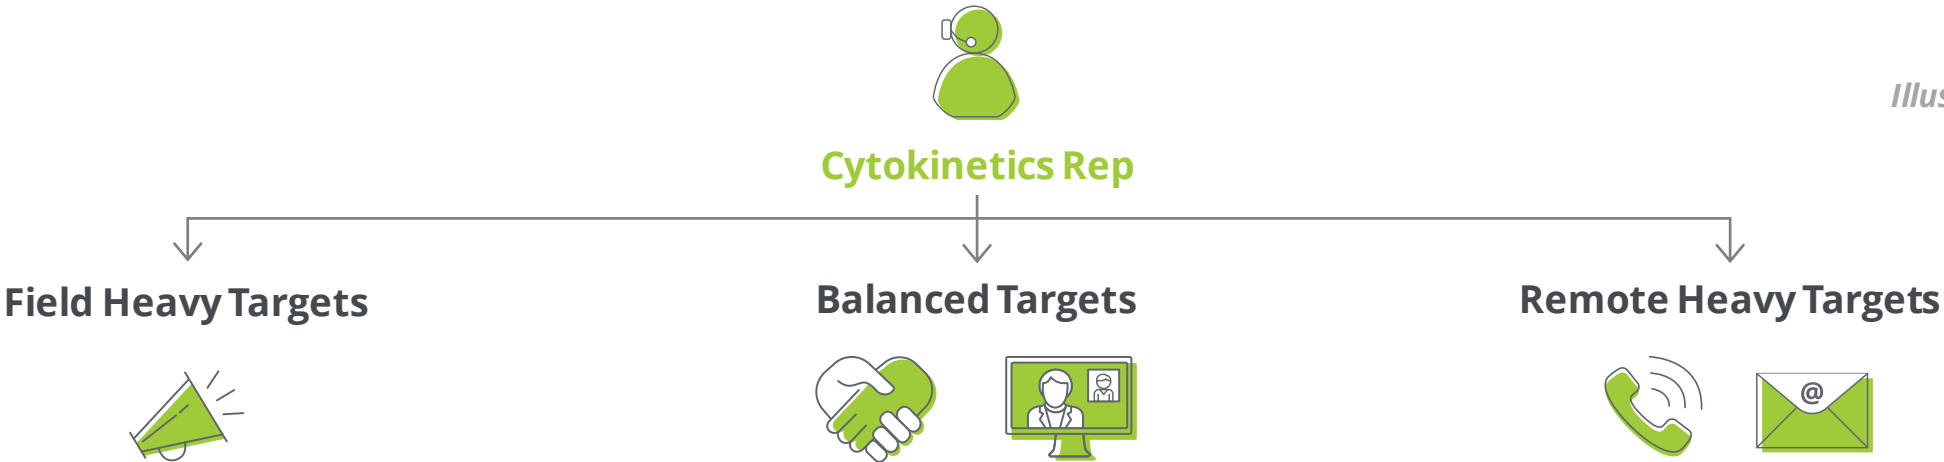 Cytokinetics Rep
Field Heavy Targets
Balanced Targets
Remote Heavy Targets
@